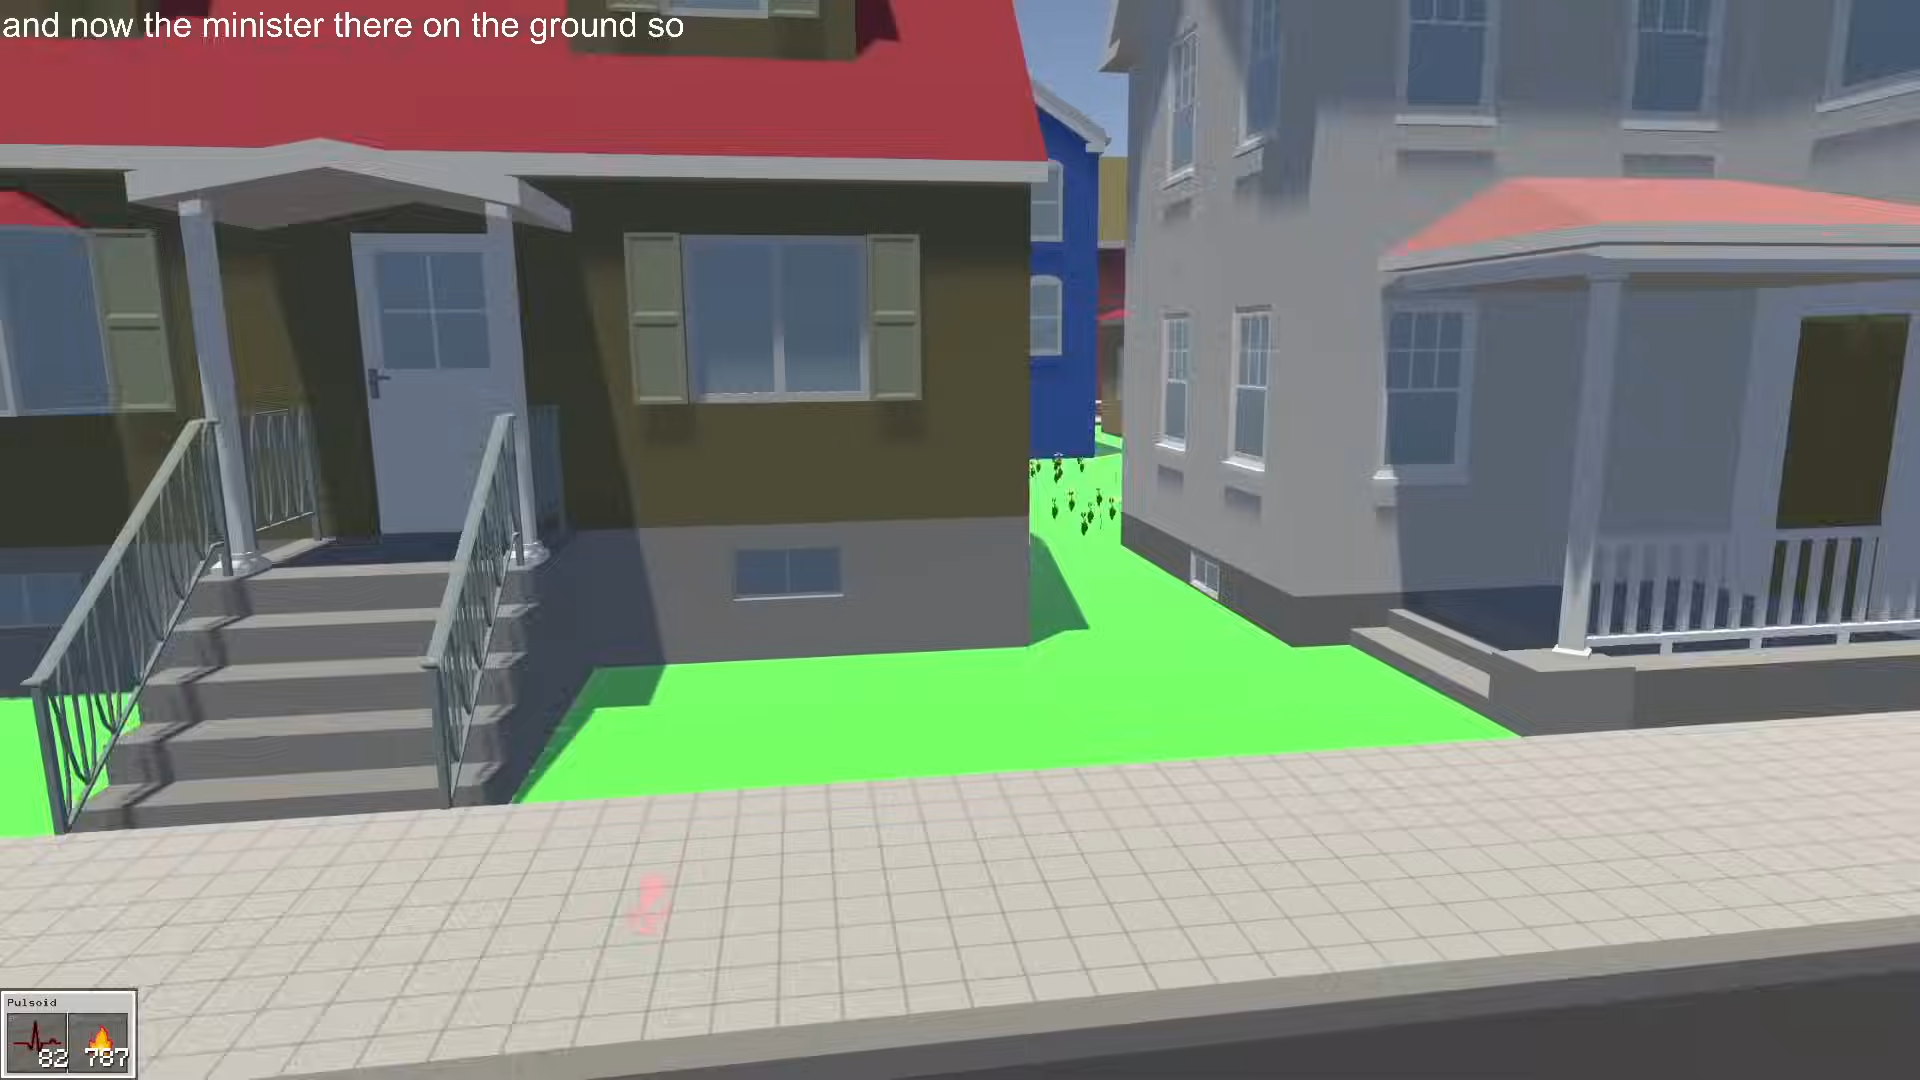 and now the minister there on the ground so
Pulsoid
82 787